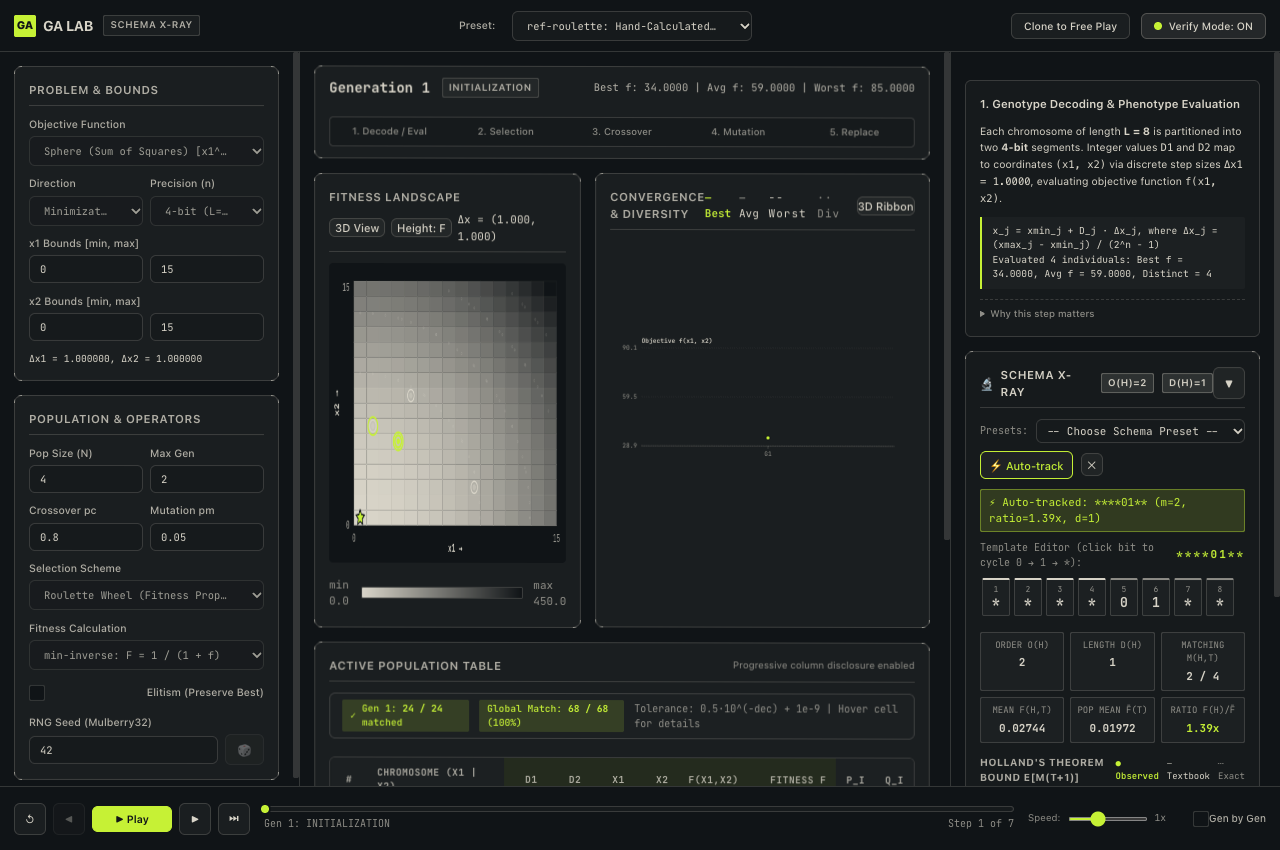 GA
GA LAB
SCHEMA X-RAY
Preset:
ref-roulette: Hand-Calculated…
Clone to Free Play
Verify Mode: ON
PROBLEM & BOUNDS
Objective Function
Sphere (Sum of Squares) [x1^…
Direction
Precision (n)
Minimizat…
4-bit (L=…
x1 Bounds [min, max]
0
15
x2 Bounds [min, max]
0
15
Δx1 = 1.000000, Δx2 = 1.000000
POPULATION & OPERATORS
Pop Size (N)
Max Gen
4
2
Crossover pc
Mutation pm
0.8
0.05
Selection Scheme
Roulette Wheel (Fitness Prop…
Fitness Calculation
min-inverse: F = 1 / (1 + f)
Elitism (Preserve Best)
RNG Seed (Mulberry32)
42
Generation 1
INITIALIZATION
Best f: 34.0000 | Avg f: 59.0000 | Worst f: 85.0000
1. Decode / Eval
2. Selection
3. Crossover
4. Mutation
5. Replace
FITNESS LANDSCAPE
3D View
Height: F
Δx = (1.000,
1.000)
15
x2 →
0
0
15
x1 →
min
0.0
max
450.0
CONVERGENCE
& DIVERSITY
— Best
— Avg
-- Worst
·· Div
3D Ribbon
Objective f(x1, x2)
90.1
59.5
28.9
G1
ACTIVE POPULATION TABLE
Progressive column disclosure enabled
✓ Gen 1: 24 / 24
matched
Global Match: 68 / 68
(100%)
Tolerance: 0.5·10^(-dec) + 1e-9 | Hover cell
for details
#
CHROMOSOME (X1 |
X2)
D1
D2
X1
X2
F(X1,X2)
FITNESS F
P_I
Q_I
1. Genotype Decoding & Phenotype Evaluation
Each chromosome of length L = 8 is partitioned into
two 4-bit segments. Integer values D1 and D2 map
to coordinates (x1, x2) via discrete step sizes Δx1
= 1.0000, evaluating objective function f(x1,
x2).
x_j = xmin_j + D_j · Δx_j, where Δx_j =
(xmax_j - xmin_j) / (2^n - 1)
Evaluated 4 individuals: Best f =
34.0000, Avg f = 59.0000, Distinct = 4
▶ Why this step matters
🔬 SCHEMA X-
RAY
O(H)=2
D(H)=1
▼
Presets:
-- Choose Schema Preset --
⚡ Auto-track
✕
⚡ Auto-tracked: ****01** (m=2,
ratio=1.39x, d=1)
Template Editor (click bit to
cycle 0 → 1 → *):
****01**
1 2 3 4 5 6 7 8
* * * * 0 1 * *
ORDER O(H)
2
LENGTH D(H)
1
MATCHING
M(H,T)
2 / 4
MEAN F(H,T)
0.02744
POP MEAN F̄(T)
0.01972
RATIO F(H)/F̄
1.39x
HOLLAND'S THEOREM
BOUND E[M(T+1)]
● Observed
— Textbook
··· Exact
↺
◀
▶ Play
▶
⏭
Gen 1: INITIALIZATION
Step 1 of 7
Speed:
1x
Gen by Gen